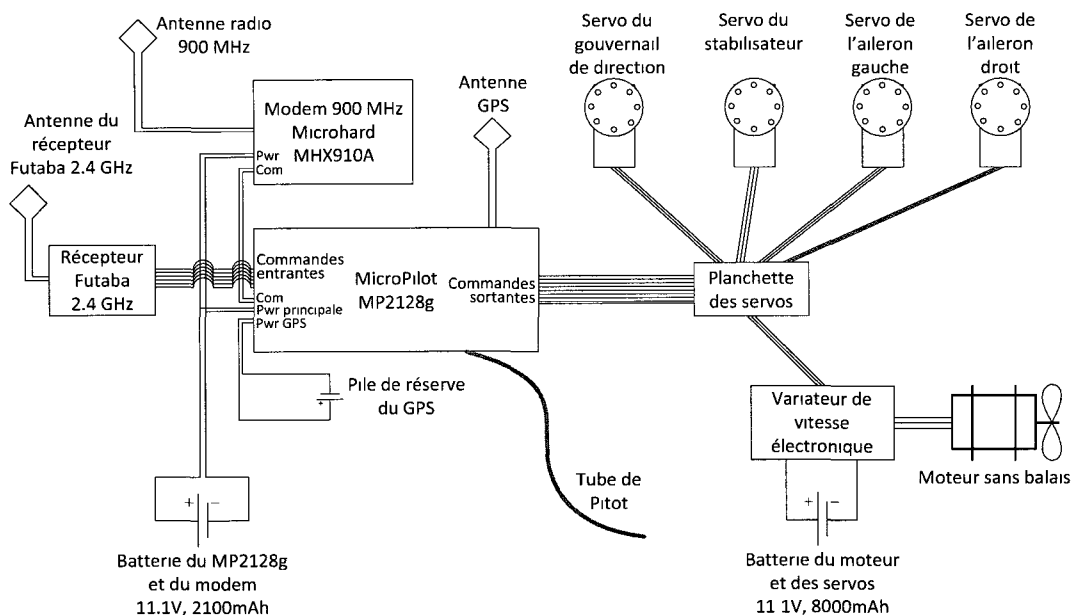 Antenne radio
900 MHz
Antenne du
récepteur
Futaba 2.4 GHz
Modem 900 MHz
Microhard
MHX910A
Pwr
Com
Antenne
GPS
Servo du
gouvernail
de direction
Servo du
stabilisateur
Servo de
l'aileron
gauche
Servo de
l'aileron
droit
Récepteur
Futaba
2.4 GHz
Commandes
entrantes
Com
Pwr principale
Pwr GPS
MicroPilot
MP2128g
Commandes
sortantes
Planchette
des servos
Pile de réserve
du GPS
+
Variateur de
vitesse
électronique
Moteur sans balais
Tube de
Pitot
+ −
Batterie du MP2128g
et du modem
11.1V, 2100mAh
+ −
Batterie du moteur
et des servos
11 1V, 8000mAh